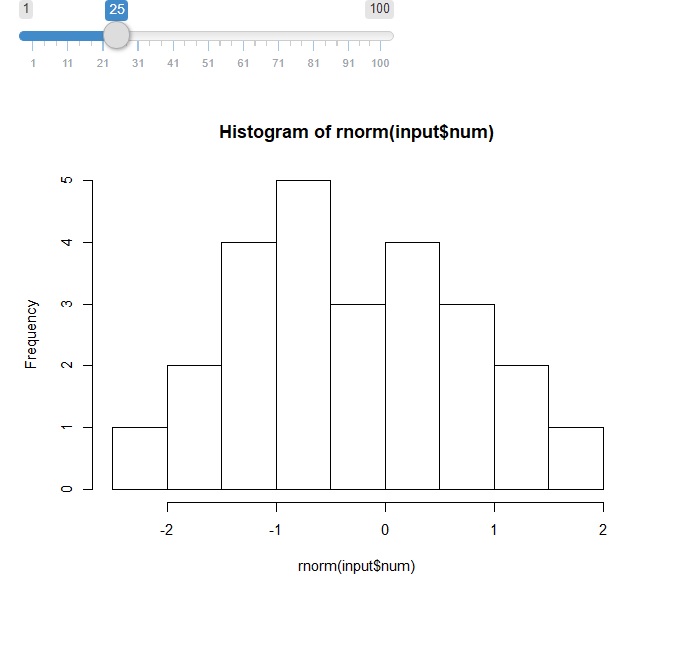 1 25 100
1 11 21 31 41 51 61 71 81 91 100
Histogram of rnorm(input$num)
5
4
3
2
1
0
Frequency
-2 -1 0 1 2
rnorm(input$num)